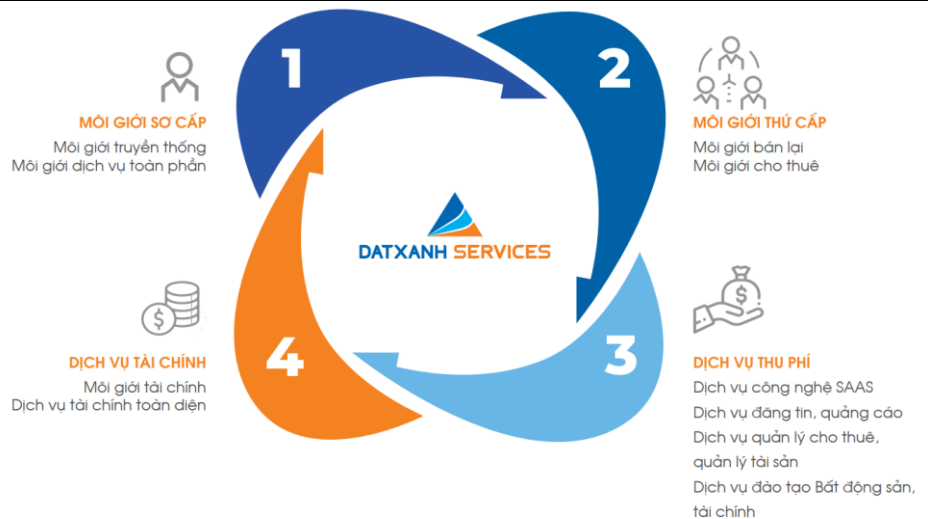 1
MÔI GIỚI SƠ CẤP
Môi giới truyền thống
Môi giới dịch vụ toàn phần
2
MÔI GIỚI THỨ CẤP
Môi giới bán lại
Môi giới cho thuê
DATXANH SERVICES
3
DỊCH VỤ THU PHÍ
Dịch vụ công nghệ SAAS
Dịch vụ đăng tin, quảng cáo
Dịch vụ quản lý cho thuê,
quản lý tài sản
Dịch vụ đào tạo Bất động sản,
tài chính
4
DỊCH VỤ TÀI CHÍNH
Môi giới tài chính
Dịch vụ tài chính toàn diện